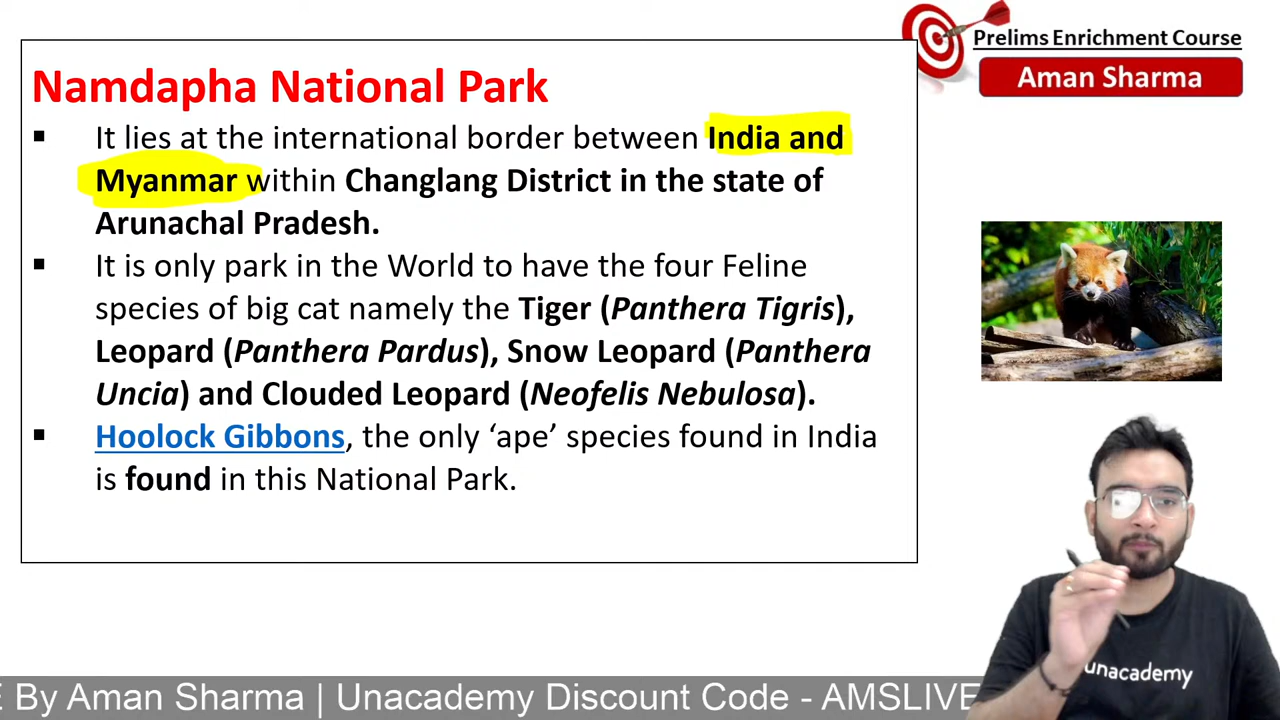 Prelims Enrichment Course
Aman Sharma
Namdapha National Park
▪ It lies at the international border between India and
Myanmar within Changlang District in the state of
Arunachal Pradesh.
▪ It is only park in the World to have the four Feline
species of big cat namely the Tiger (Panthera Tigris),
Leopard (Panthera Pardus), Snow Leopard (Panthera
Uncia) and Clouded Leopard (Neofelis Nebulosa).
▪ Hoolock Gibbons, the only ‘ape’ species found in India
is found in this National Park.
unacademy
E By Aman Sharma | Unacademy Discount Code - AMSLIVE